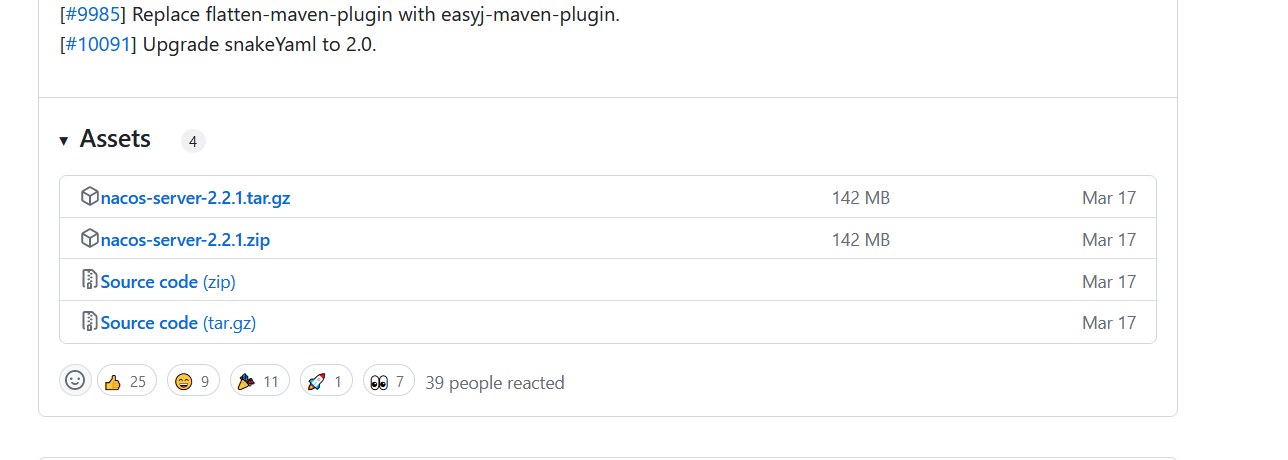 [#9985] Replace flatten-maven-plugin with easyj-maven-plugin.
[#10091] Upgrade snakeYaml to 2.0.
▾ Assets 4
nacos-server-2.2.1.tar.gz 142 MB Mar 17
nacos-server-2.2.1.zip 142 MB Mar 17
Source code (zip) Mar 17
Source code (tar.gz) Mar 17
👍 25 😄 9 🎉 11 🚀 1 👀 7 39 people reacted